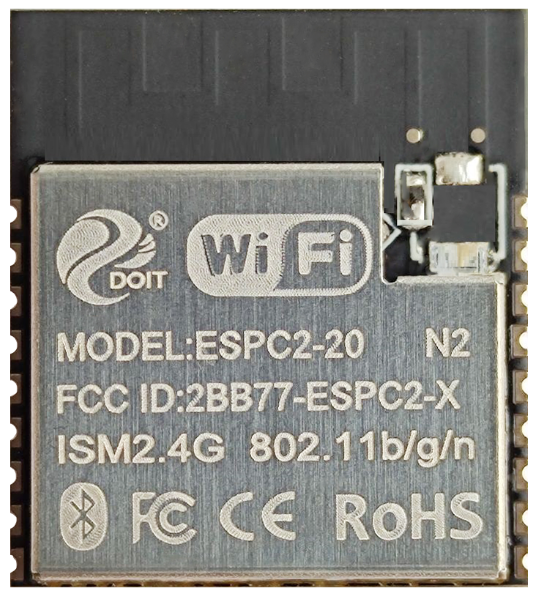 DOIT ® WiFi
MODEL:ESPC2-20 N2
FCC ID:2BB77-ESPC2-X
ISM2.4G 802.11b/g/n
FC CE RoHS